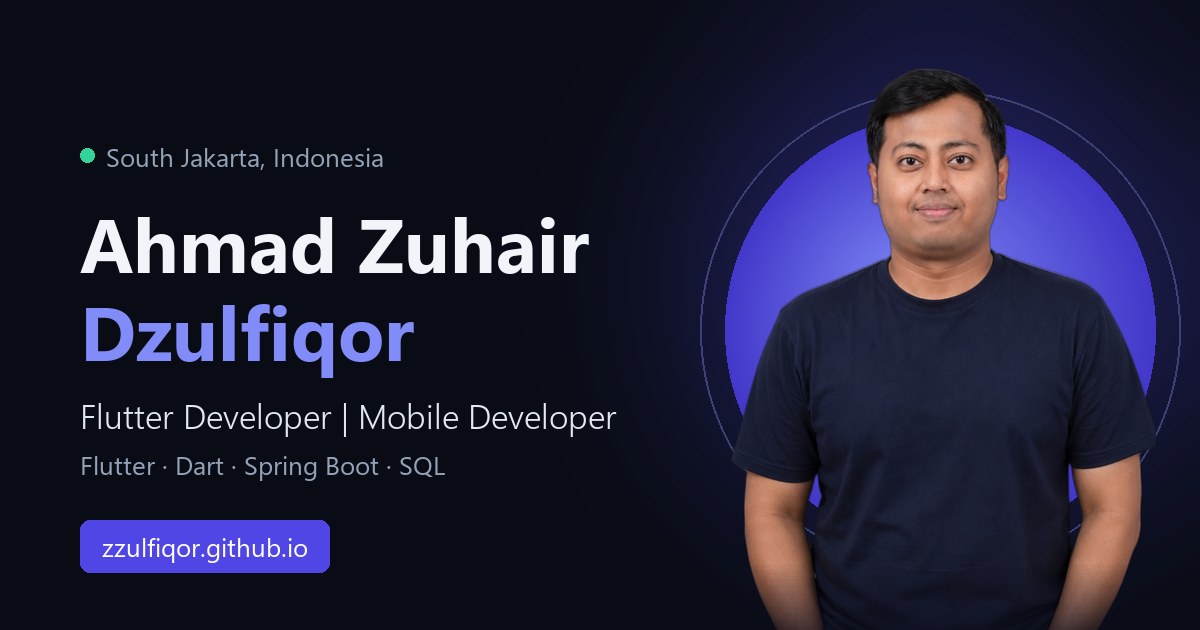 South Jakarta, Indonesia
Ahmad Zuhair
Dzulfiqor
Flutter Developer | Mobile Developer
Flutter · Dart · Spring Boot · SQL
zzulfiqor.github.io